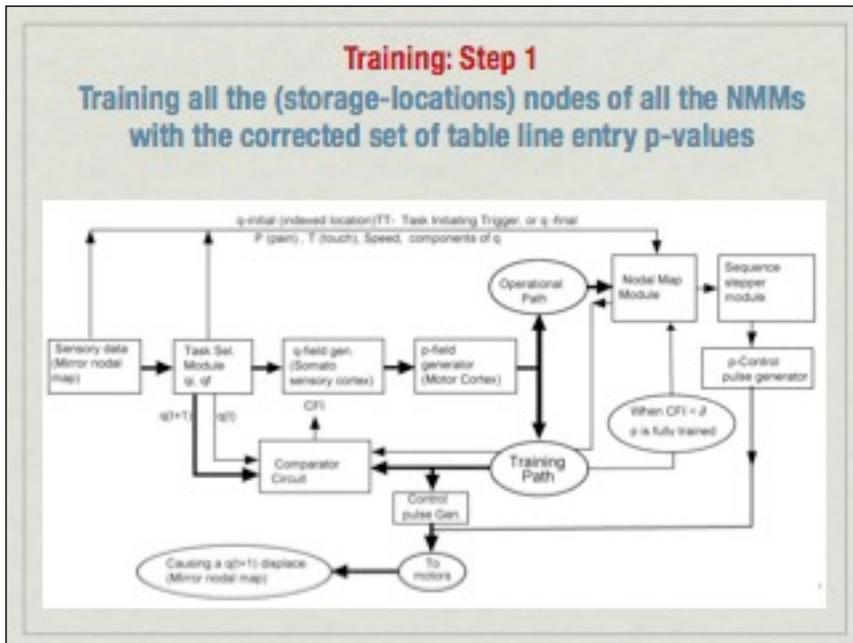 Training: Step 1
Training all the (storage-locations) nodes of all the NMMs
with the corrected set of table line entry p-values
q-initial (indexed location)TT- Task Initiating Trigger, or q -final
P (pain) , T (touch), Speed, components of q
Operational
Path
Nodal Map
Module
Sequence
stepper
module
Sensory data
(Mirror nodal
map)
Task Sel.
Module
qi, qf
q-field gen.
(Somato
sensory cortex)
p-field
generator
(Motor Cortex)
p-Control
pulse generator
q(t+1)
q(t)
CFI
When CFI < ∂
p is fully trained
Comparator
Circuit
Training
Path
Control
pulse Gen.
Causing a q(t+1) displace.
(Mirror nodal map)
To
motors